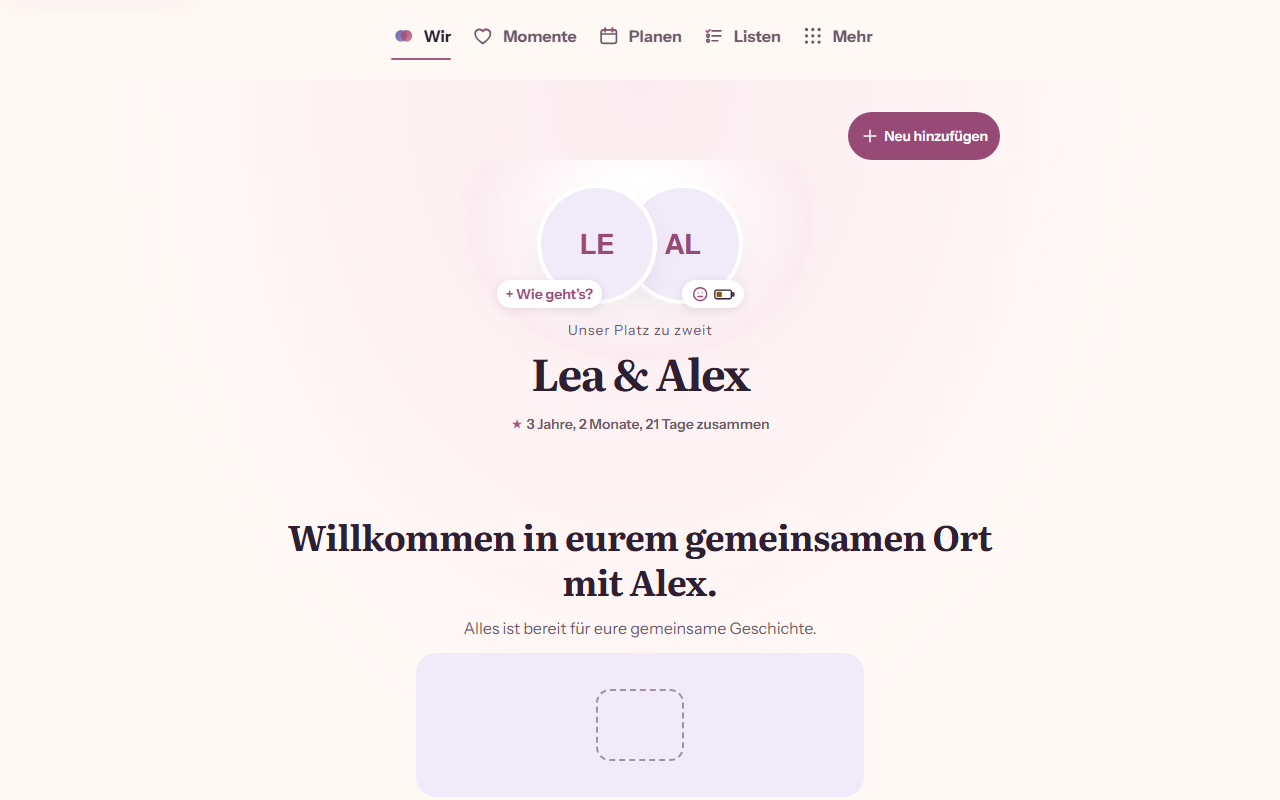 Wir
Momente
Planen
Listen
Mehr
+ Neu hinzufügen
LE
AL
+ Wie geht’s?
Unser Platz zu zweit
Lea & Alex
★ 3 Jahre, 2 Monate, 21 Tage zusammen
Willkommen in eurem gemeinsamen Ort
mit Alex.
Alles ist bereit für eure gemeinsame Geschichte.